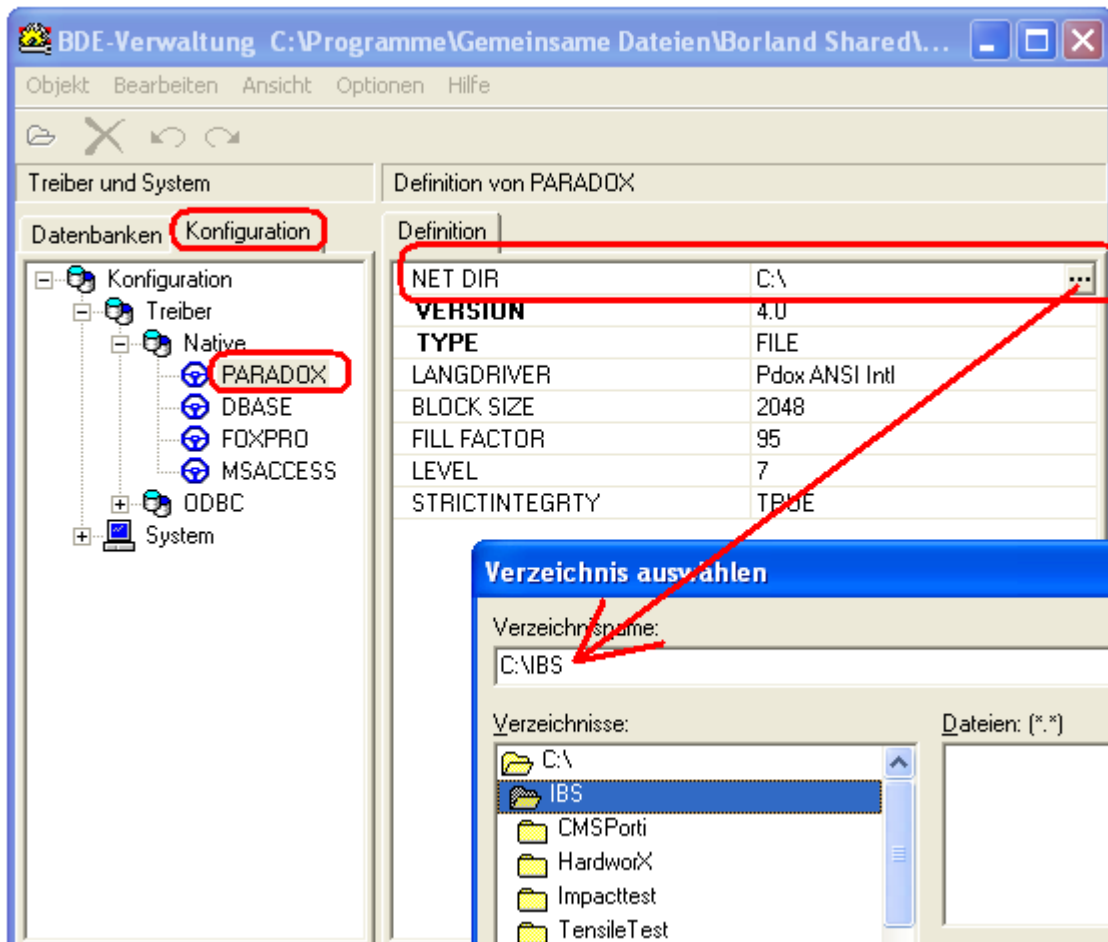 BDE-Verwaltung C:\Programme\Gemeinsame Dateien\Borland Shared\...
Objekt Bearbeiten Ansicht Optionen Hilfe
Treiber und System
Definition von PARADOX
Datenbanken Konfiguration
Definition
Konfiguration
Treiber
Native
PARADOX
DBASE
FOXPRO
MSACCESS
ODBC
System
NET DIR C:\ ...
VERSION 4.0
TYPE FILE
LANGDRIVER Pdox ANSI Intl
BLOCK SIZE 2048
FILL FACTOR 95
LEVEL 7
STRICTINTEGRTY TRUE
Verzeichnis auswählen
Verzeichnisname:
C:\IBS
Verzeichnisse:
Dateien: (*.*)
C:\
IBS
CMSPorti
HardworX
Impacttest
TensileTest